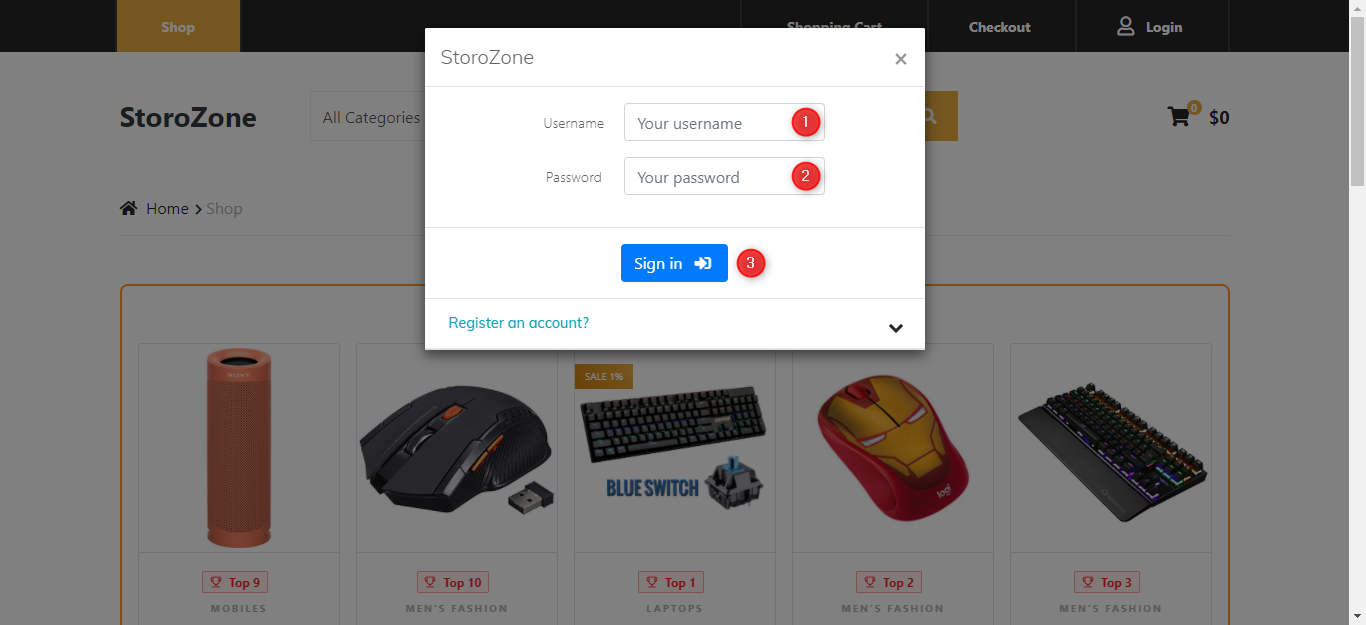 Shop
Shopping Cart
Checkout
Login
StoroZone
×
StoroZone
All Categories
0
$0
Username
Your username
1
Password
Your password
2
Home
Shop
Sign in
3
Register an account?
SONY
SALE 1%
BLUE SWITCH
logi
Top 9
Top 10
Top 1
Top 2
Top 3
MOBILES
MEN'S FASHION
LAPTOPS
MEN'S FASHION
MEN'S FASHION